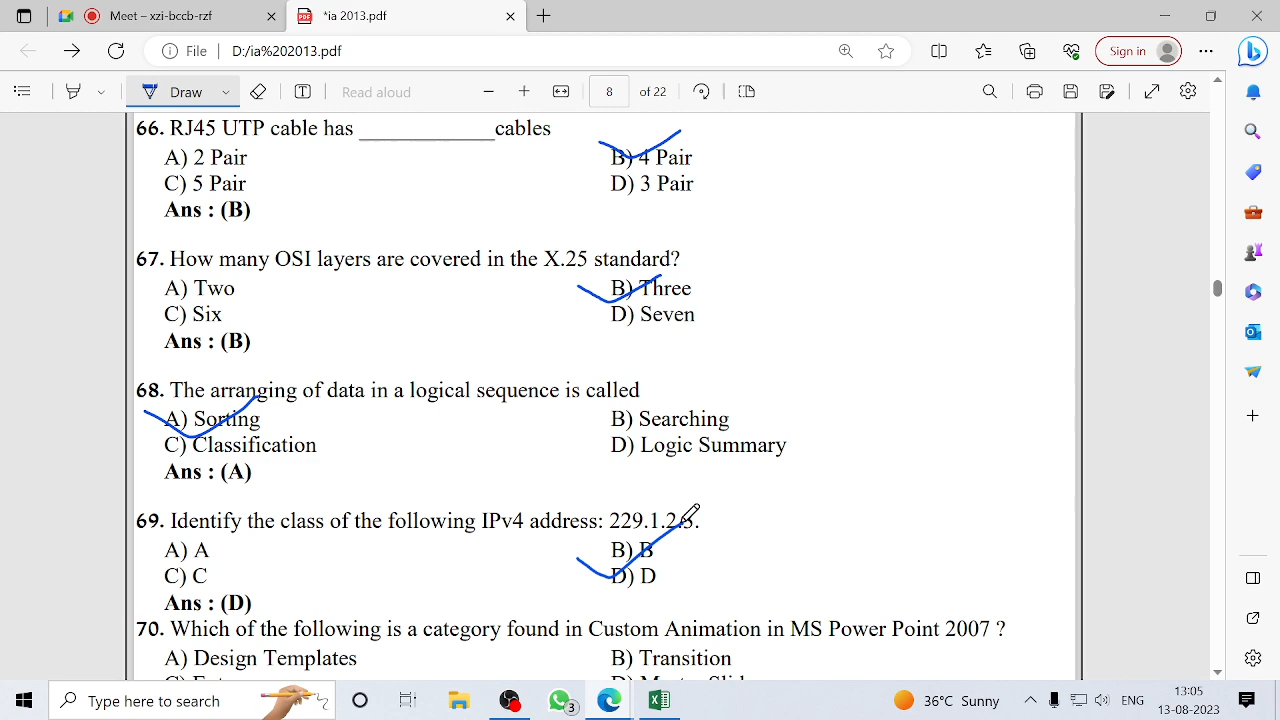 Meet – xzi-bcdb-rzf
*ia 2013.pdf
File D:/ia%202013.pdf
Sign in
Draw
Read aloud
8 of 22
66. RJ45 UTP cable has ____________cables
A) 2 Pair B) 4 Pair
C) 5 Pair D) 3 Pair
Ans : (B)
67. How many OSI layers are covered in the X.25 standard?
A) Two B) Three
C) Six D) Seven
Ans : (B)
68. The arranging of data in a logical sequence is called
A) Sorting B) Searching
C) Classification D) Logic Summary
Ans : (A)
69. Identify the class of the following IPv4 address: 229.1.2.3.
A) A B) B
C) C D) D
Ans : (D)
70. Which of the following is a category found in Custom Animation in MS Power Point 2007 ?
A) Design Templates B) Transition
Type here to search
3
36°C Sunny
ENG
13:05
13-08-2023